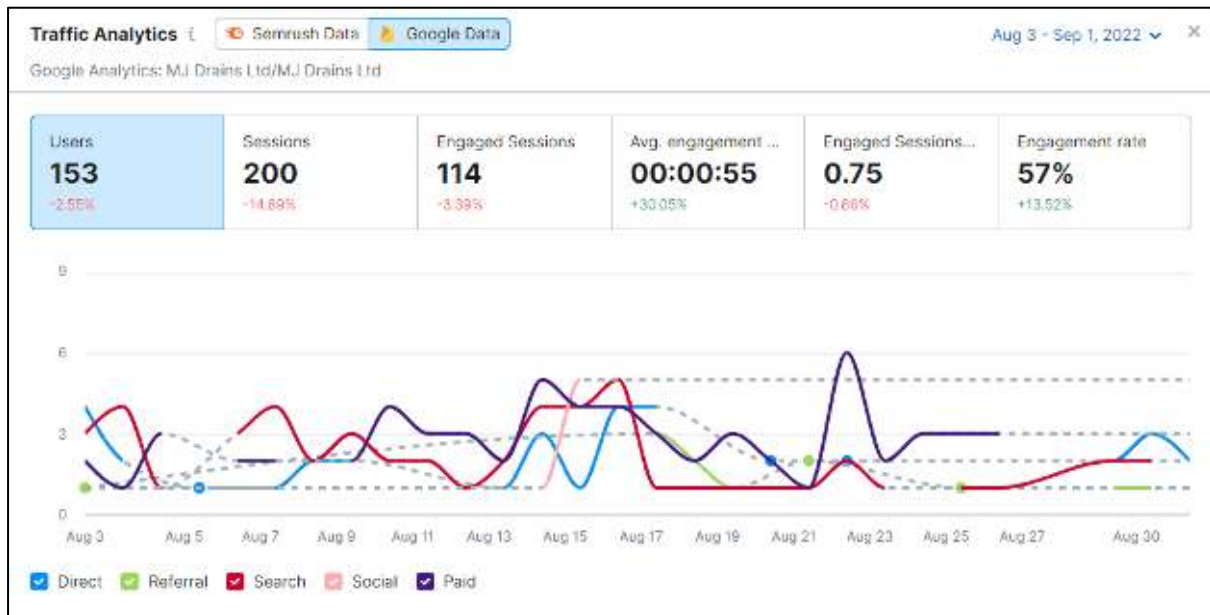 Traffic Analytics i Semrush Data Google Data Aug 3 - Sep 1, 2022
Google Analytics: MJ Drains Ltd/MJ Drains Ltd
Users Sessions Engaged Sessions Avg. engagement ... Engaged Sessions... Engagement rate
153 200 114 00:00:55 0.75 57%
-2.55% -14.89% -3.39% +30.05% -0.86% +13.52%
9
6
3
0
Aug 3 Aug 5 Aug 7 Aug 9 Aug 11 Aug 13 Aug 15 Aug 17 Aug 19 Aug 21 Aug 23 Aug 25 Aug 27 Aug 30
Direct Referral Search Social Paid